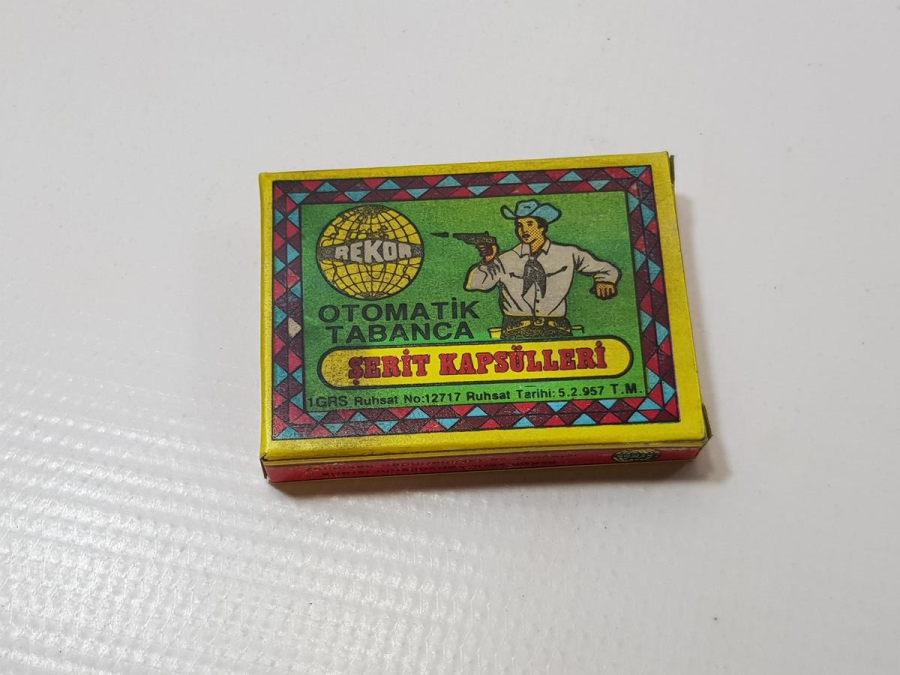 REKOR
OTOMATİK
TABANCA
ŞERİT KAPSÜLLERİ
1GRS Ruhsat No:12717 Ruhsat Tarihi: 5.2.957 T.M.